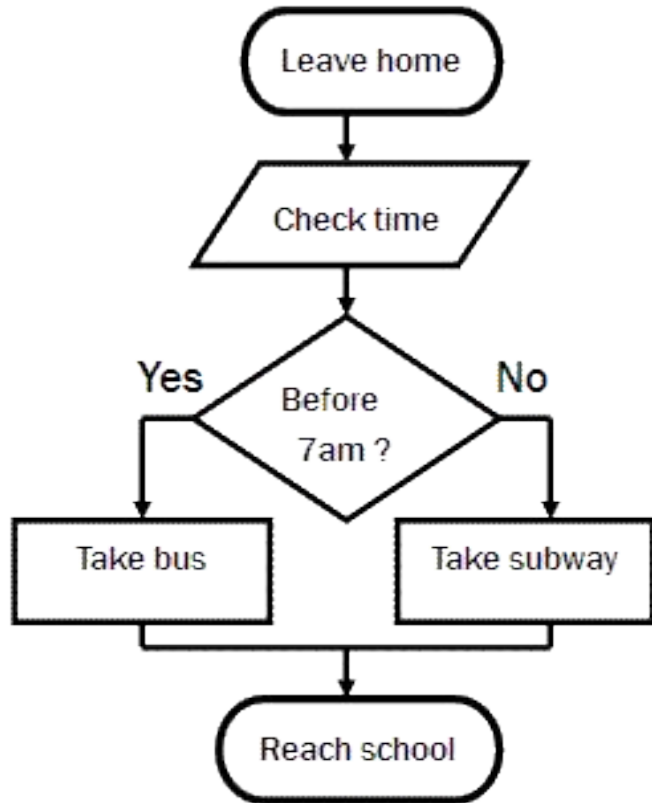 Leave home
Check time
Yes
No
Before
7am ?
Take bus
Take subway
Reach school